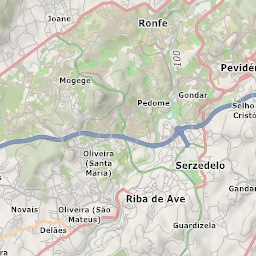 Joane
Ronfe
100
Pevidé
Mogege
Gondar
Pedome
Selho
Cristó
Oliveira
(Santa
Maria)
Serzedelo
Gandar
Riba de Ave
Novais
Oliveira (São
Mateus)
Delães
Guardizela